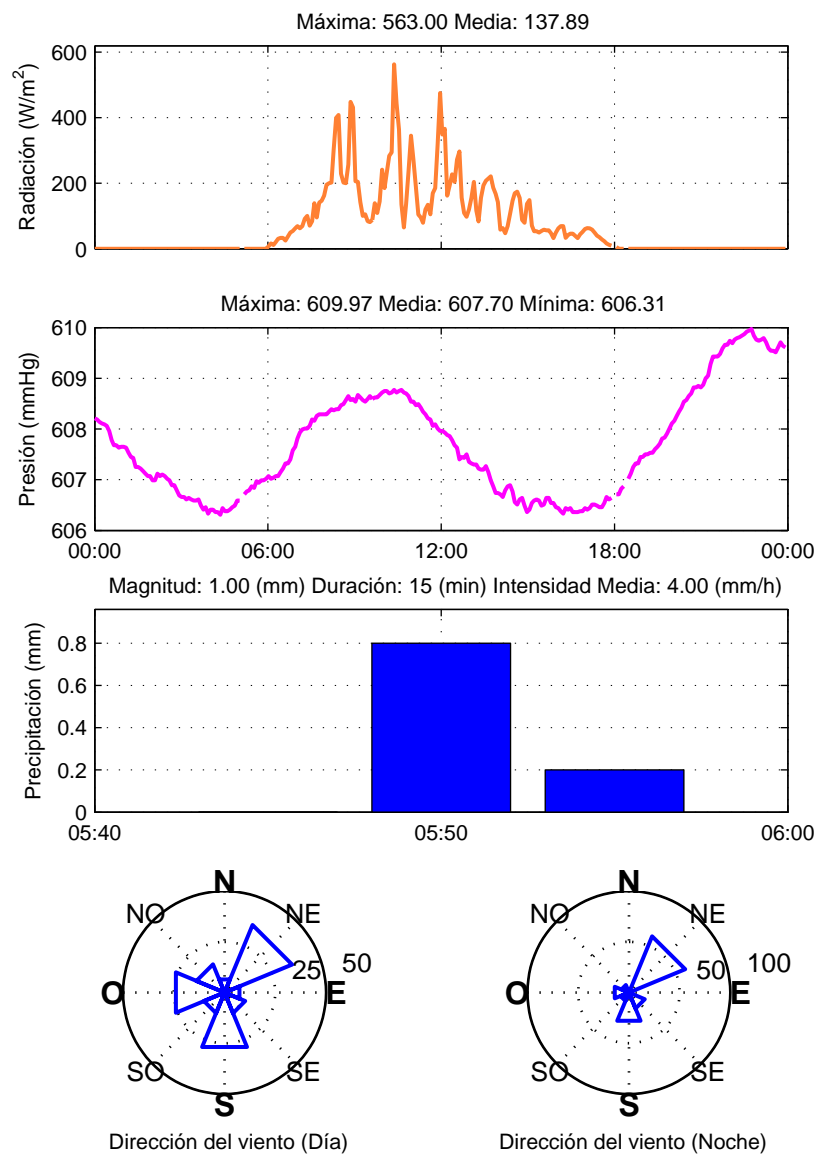 Máxima: 563.00 Media: 137.89
600
400
200
0
Radiación (W/m²)
Máxima: 609.97 Media: 607.70 Mínima: 606.31
610
609
608
607
606
Presión (mmHg)
00:00 06:00 12:00 18:00 00:00
Magnitud: 1.00 (mm) Duración: 15 (min) Intensidad Media: 4.00 (mm/h)
0.8
0.6
0.4
0.2
0
Precipitación (mm)
05:40 05:50 06:00
N
NO NE
25 50
O E
SO SE
S
Dirección del viento (Día)
N
NO NE
50 100
O E
SO SE
S
Dirección del viento (Noche)